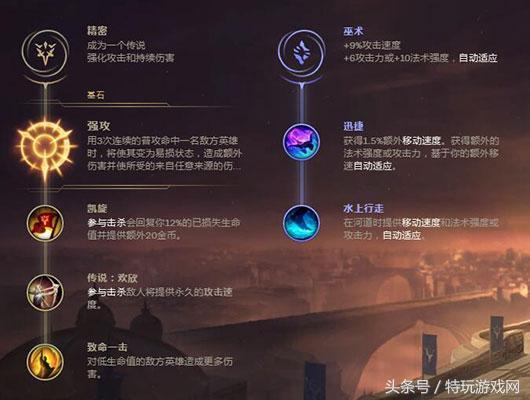 精密
成为一个传说
强化攻击和持续伤害
基石
强攻
用3次连续的普攻命中一名敌方英雄
时，将使其变为易损状态，造成额外
伤害并使所受的来自任意来源的伤...
凯旋
参与击杀会回复你12%的已损失生命
值并提供额外20金币。
传说：欢欣
参与击杀敌人将提供永久的攻击速
度。
致命一击
对低生命值的敌方英雄造成更多伤
害。
巫术
+9%攻击速度
+6攻击力或+10法术强度，自动适应
迅捷
获得1.5%额外移动速度。获得额外
的法术强度或攻击力，基于你的额外移
速自动适应。
水上行走
在河道时提供移动速度和法术强度或
攻击力，自动适应。
头条号／特玩游戏网